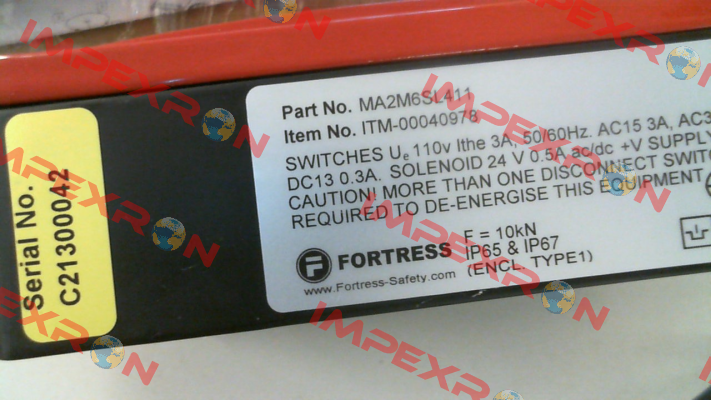 Serial No.
C21300042
Part No. MA2M6SL411
Item No. ITM-00040978
SWITCHES Ue 110v Ithe 3A, 50/60Hz. AC15 3A, AC3
DC13 0.3A. SOLENOID 24 V 0.5A ac/dc +V SUPPLY
CAUTION! MORE THAN ONE DISCONNECT SWITC
REQUIRED TO DE-ENERGISE THIS EQUIPMENT
F FORTRESS
www.Fortress-Safety.com
F = 10kN
IP65 & IP67
(ENCL. TYPE1)
IMPEXRON
IMPEXRON
IMPEXRON
IMPEXRON
IMPEXRON